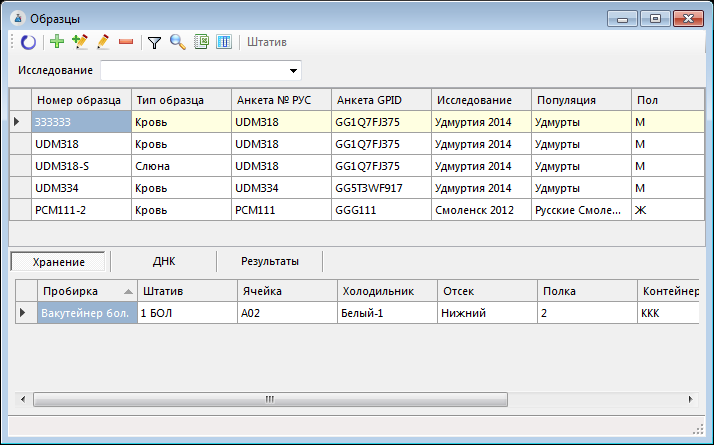 Образцы
Штатив
Исследование
Номер образца Тип образца Анкета № РУС Анкета GPID Исследование Популяция Пол
333333 Кровь UDM318 GG1Q7FJ375 Удмуртия 2014 Удмурты М
UDM318 Кровь UDM318 GG1Q7FJ375 Удмуртия 2014 Удмурты М
UDM318-S Слюна UDM318 GG1Q7FJ375 Удмуртия 2014 Удмурты М
UDM334 Кровь UDM334 GG5T3WF917 Удмуртия 2014 Удмурты М
РСМ111-2 Кровь РСМ111 GGG111 Смоленск 2012 Русские Смоле... Ж
Хранение ДНК Результаты
Пробирка Штатив Ячейка Холодильник Отсек Полка Контейнер
Вакутейнер бол. 1 БОЛ A02 Белый-1 Нижний 2 ККК